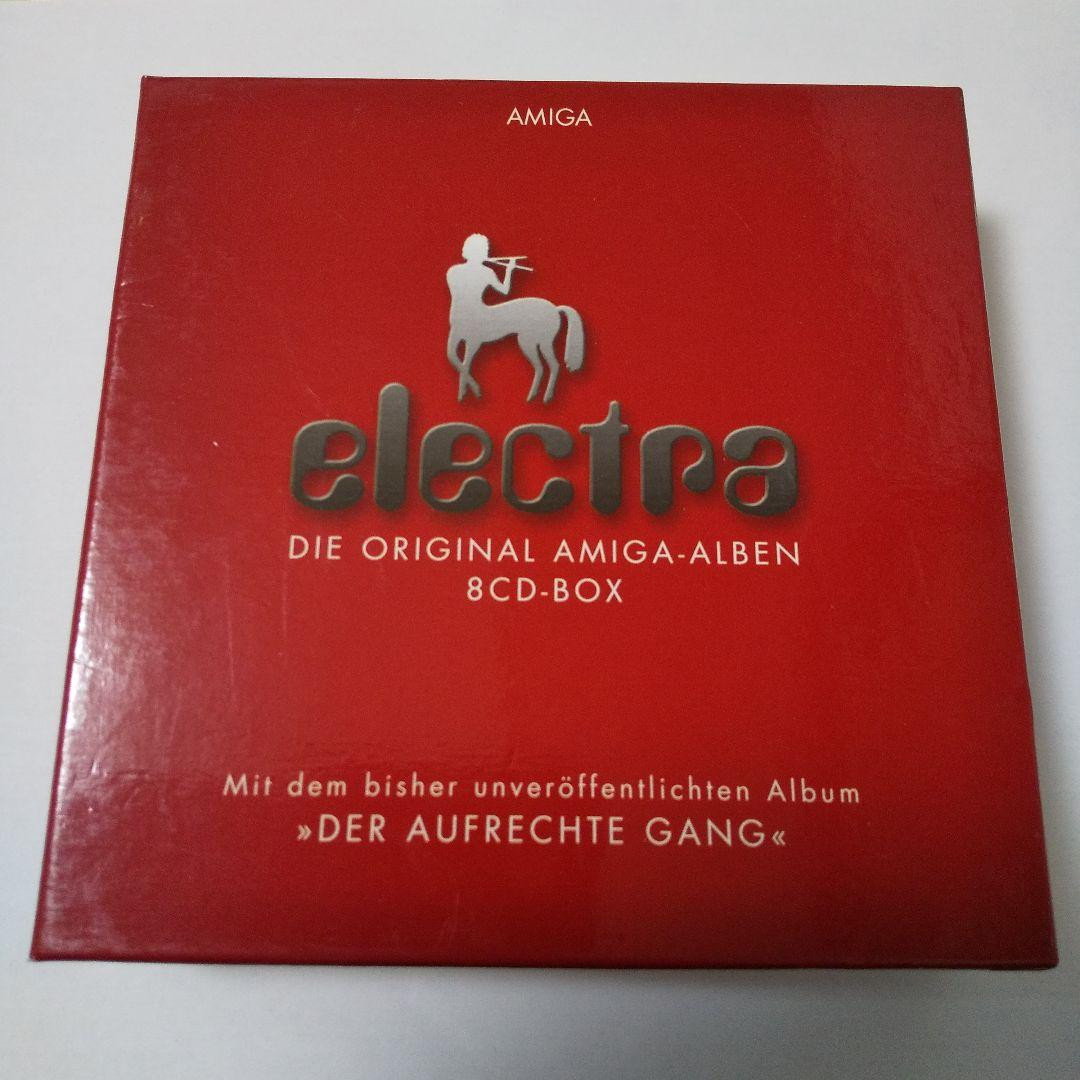 AMIGA
electra
DIE ORIGINAL AMIGA-ALBEN
8CD-BOX
Mit dem bisher unveröffentlichten Album
»DER AUFRECHTE GANG«